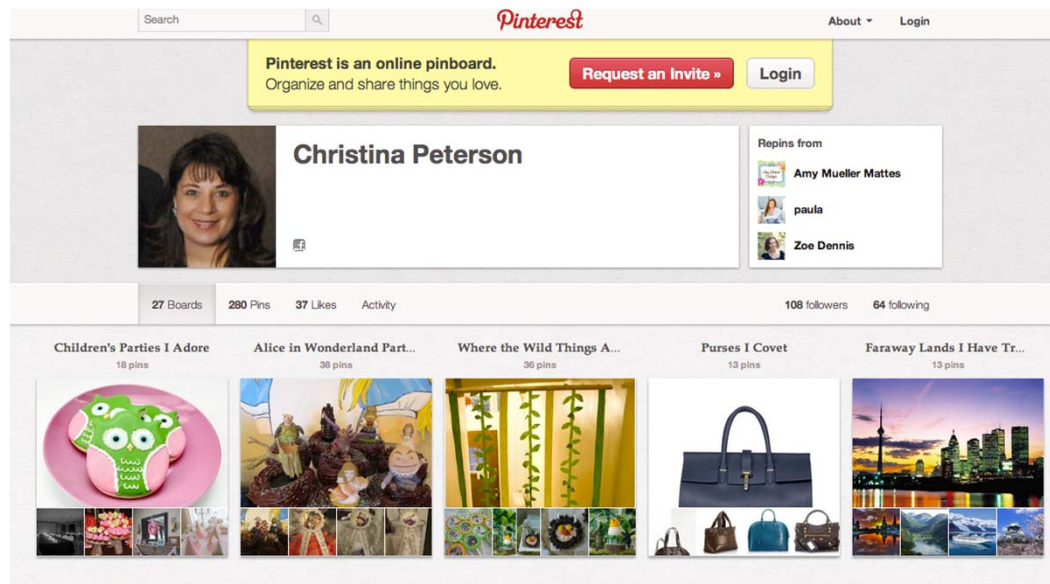 Search
Pinterest
About
Login
Pinterest is an online pinboard.
Organize and share things you love.
Request an Invite »
Login
Christina Peterson
Repins from
Amy Mueller Mattes
paula
Zoe Dennis
27 Boards
280 Pins
37 Likes
Activity
108 followers
64 following
Children's Parties I Adore
18 pins
Alice in Wonderland Part...
38 pins
Where the Wild Things A...
36 pins
Purses I Covet
13 pins
Faraway Lands I Have Tr...
13 pins